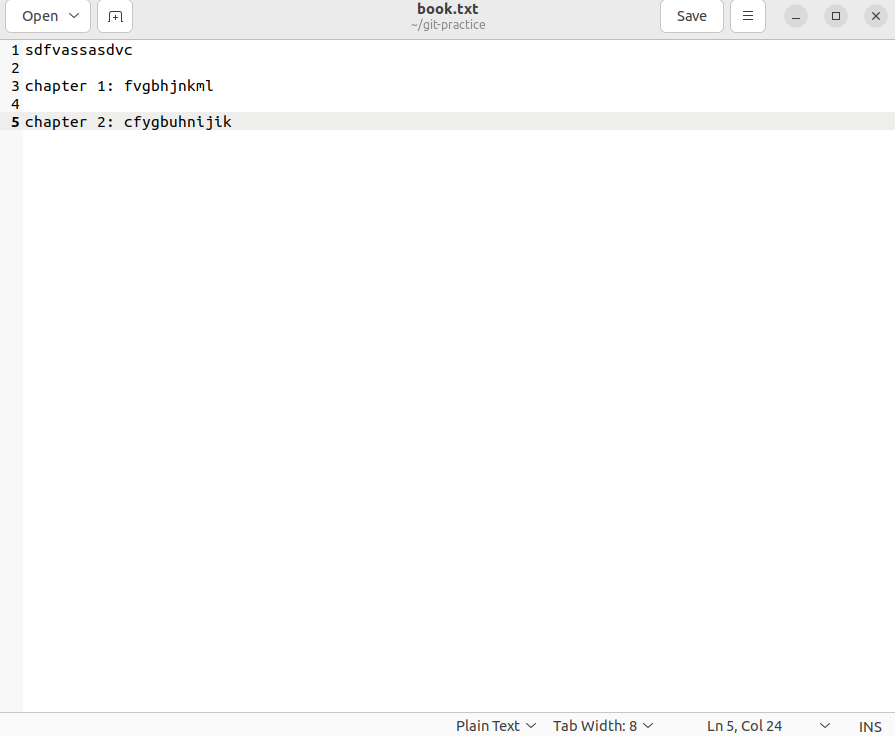 Open
book.txt
~/git-practice
Save
1 sdfvassasdvc
2
3 chapter 1: fvgbhjnkml
4
5 chapter 2: cfygbuhnijik
Plain Text Tab Width: 8 Ln 5, Col 24 INS